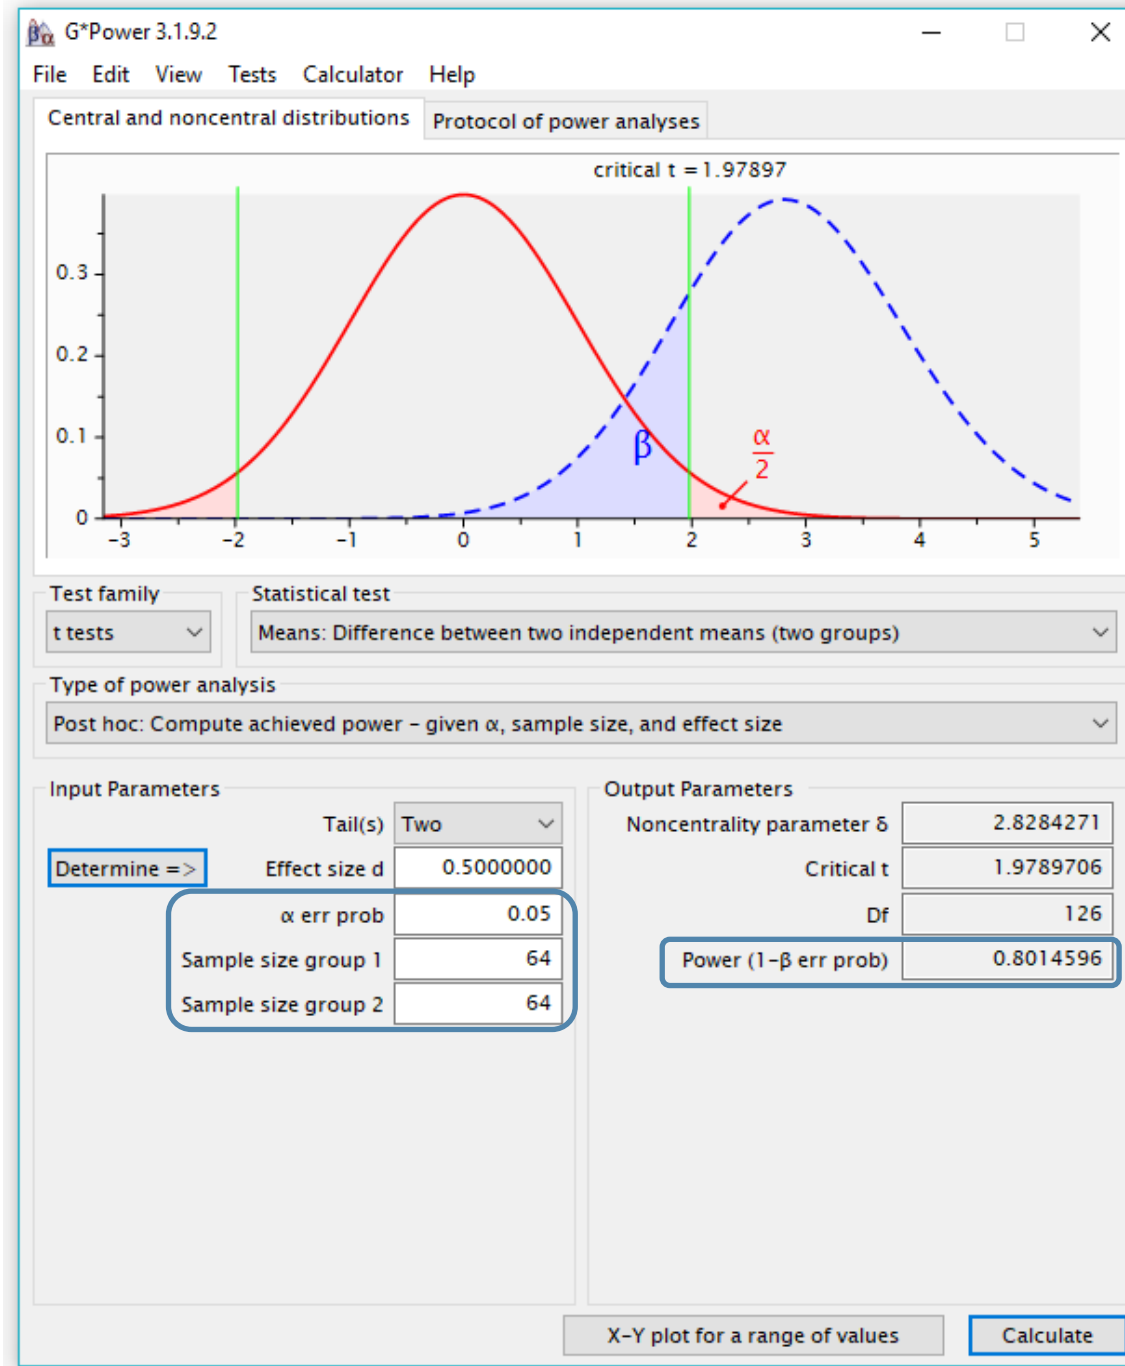 G*Power 3.1.9.2
File Edit View Tests Calculator Help
Central and noncentral distributions Protocol of power analyses
critical t = 1.97897
0.3
0.2
0.1
0
β
α
2
-3 -2 -1 0 1 2 3 4 5
Test family Statistical test
t tests Means: Difference between two independent means (two groups)
Type of power analysis
Post hoc: Compute achieved power – given α, sample size, and effect size
Input Parameters Output Parameters
Tail(s) Two Noncentrality parameter δ 2.8284271
Determine => Effect size d 0.5000000 Critical t 1.9789706
α err prob 0.05 Df 126
Sample size group 1 64 Power (1-β err prob) 0.8014596
Sample size group 2 64
X-Y plot for a range of values Calculate